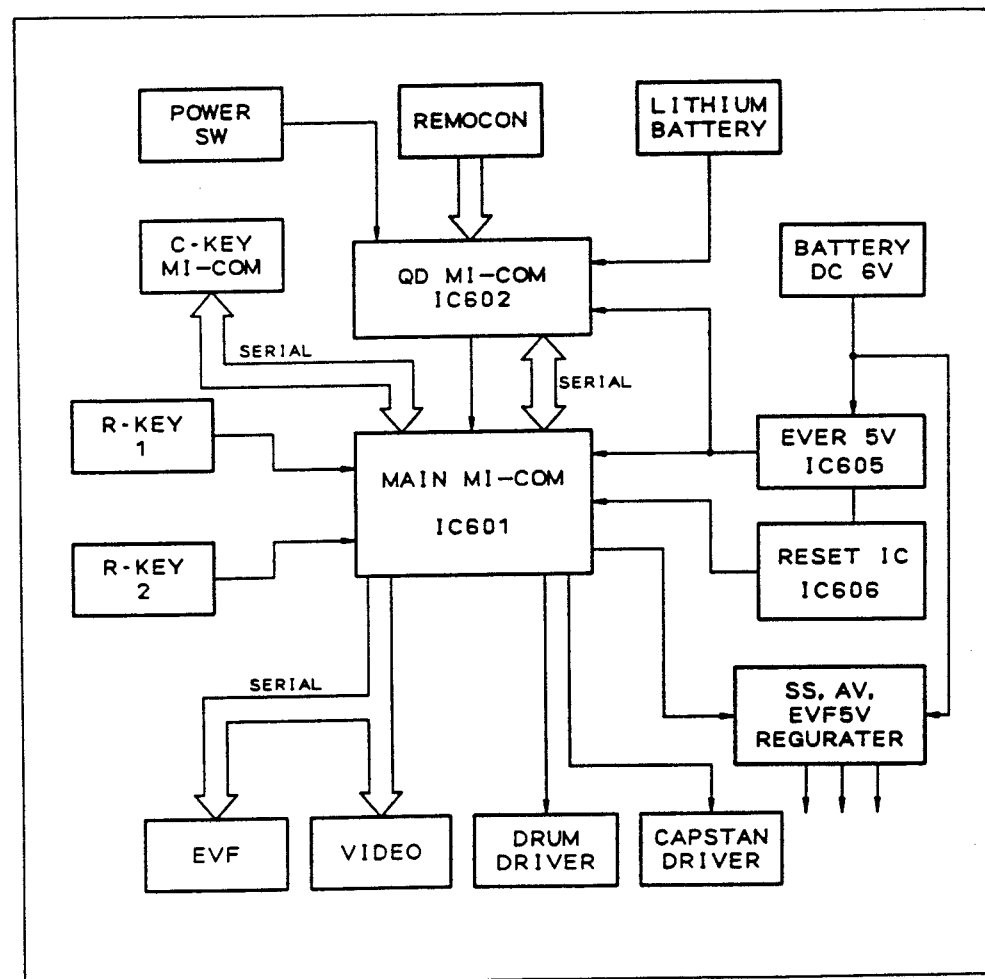 POWER
SW
REMOCON
LITHIUM
BATTERY
C-KEY
MI-COM
QD MI-COM
IC602
BATTERY
DC 6V
SERIAL
SERIAL
R-KEY
1
MAIN MI-COM
IC601
EVER 5V
IC605
R-KEY
2
RESET IC
IC606
SERIAL
SS, AV,
EVF5V
REGURATER
EVF
VIDEO
DRUM
DRIVER
CAPSTAN
DRIVER